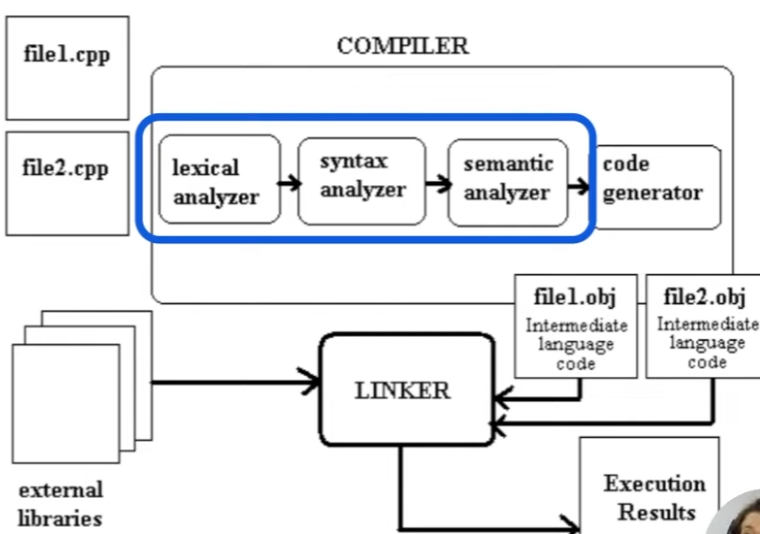 COMPILER
file1.cpp
file2.cpp
lexical
analyzer
syntax
analyzer
semantic
analyzer
code
generator
file1.obj
Intermediate
language
code
file2.obj
Intermediate
language
code
LINKER
external
libraries
Execution
Results